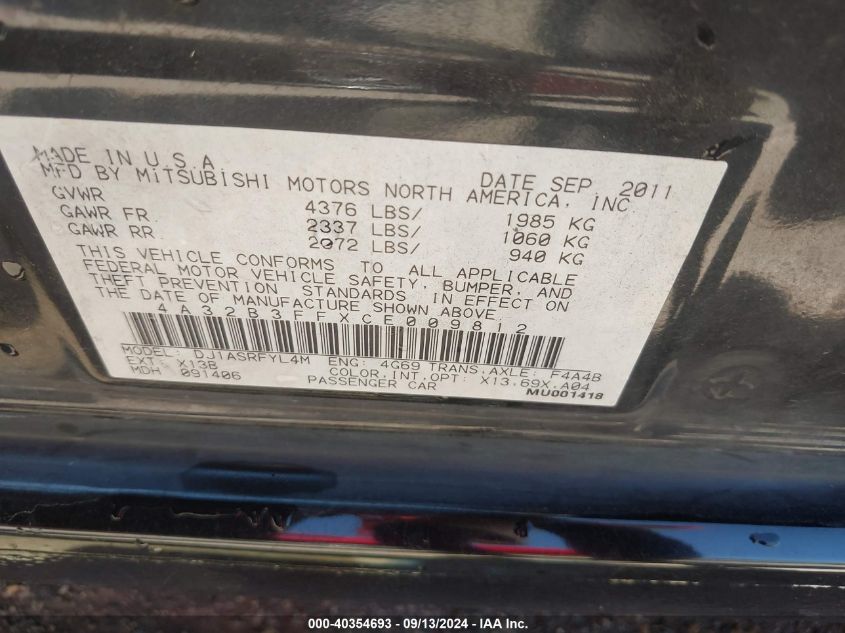 MADE IN U.S.A. DATE SEP 2011
MFD BY MITSUBISHI MOTORS NORTH AMERICA, INC
GVWR 4376 LBS/ 1985 KG
GAWR FR 2337 LBS/ 1060 KG
GAWR RR 2072 LBS/ 940 KG
THIS VEHICLE CONFORMS TO ALL APPLICABLE
FEDERAL MOTOR VEHICLE SAFETY, BUMPER, AND
THEFT PREVENTION STANDARDS IN EFFECT ON
THE DATE OF MANUFACTURE SHOWN ABOVE.
4A32B3FFXCE009812
MODEL: DJ1ASRFYL4M ENG: 4G69 TRANS.AXLE: F4A4B
EXT: X13B COLOR.INT.OPT: X13.69X.A04
MDH: 091406 PASSENGER CAR
MU001418
000-40354693 - 09/13/2024 - IAA Inc.